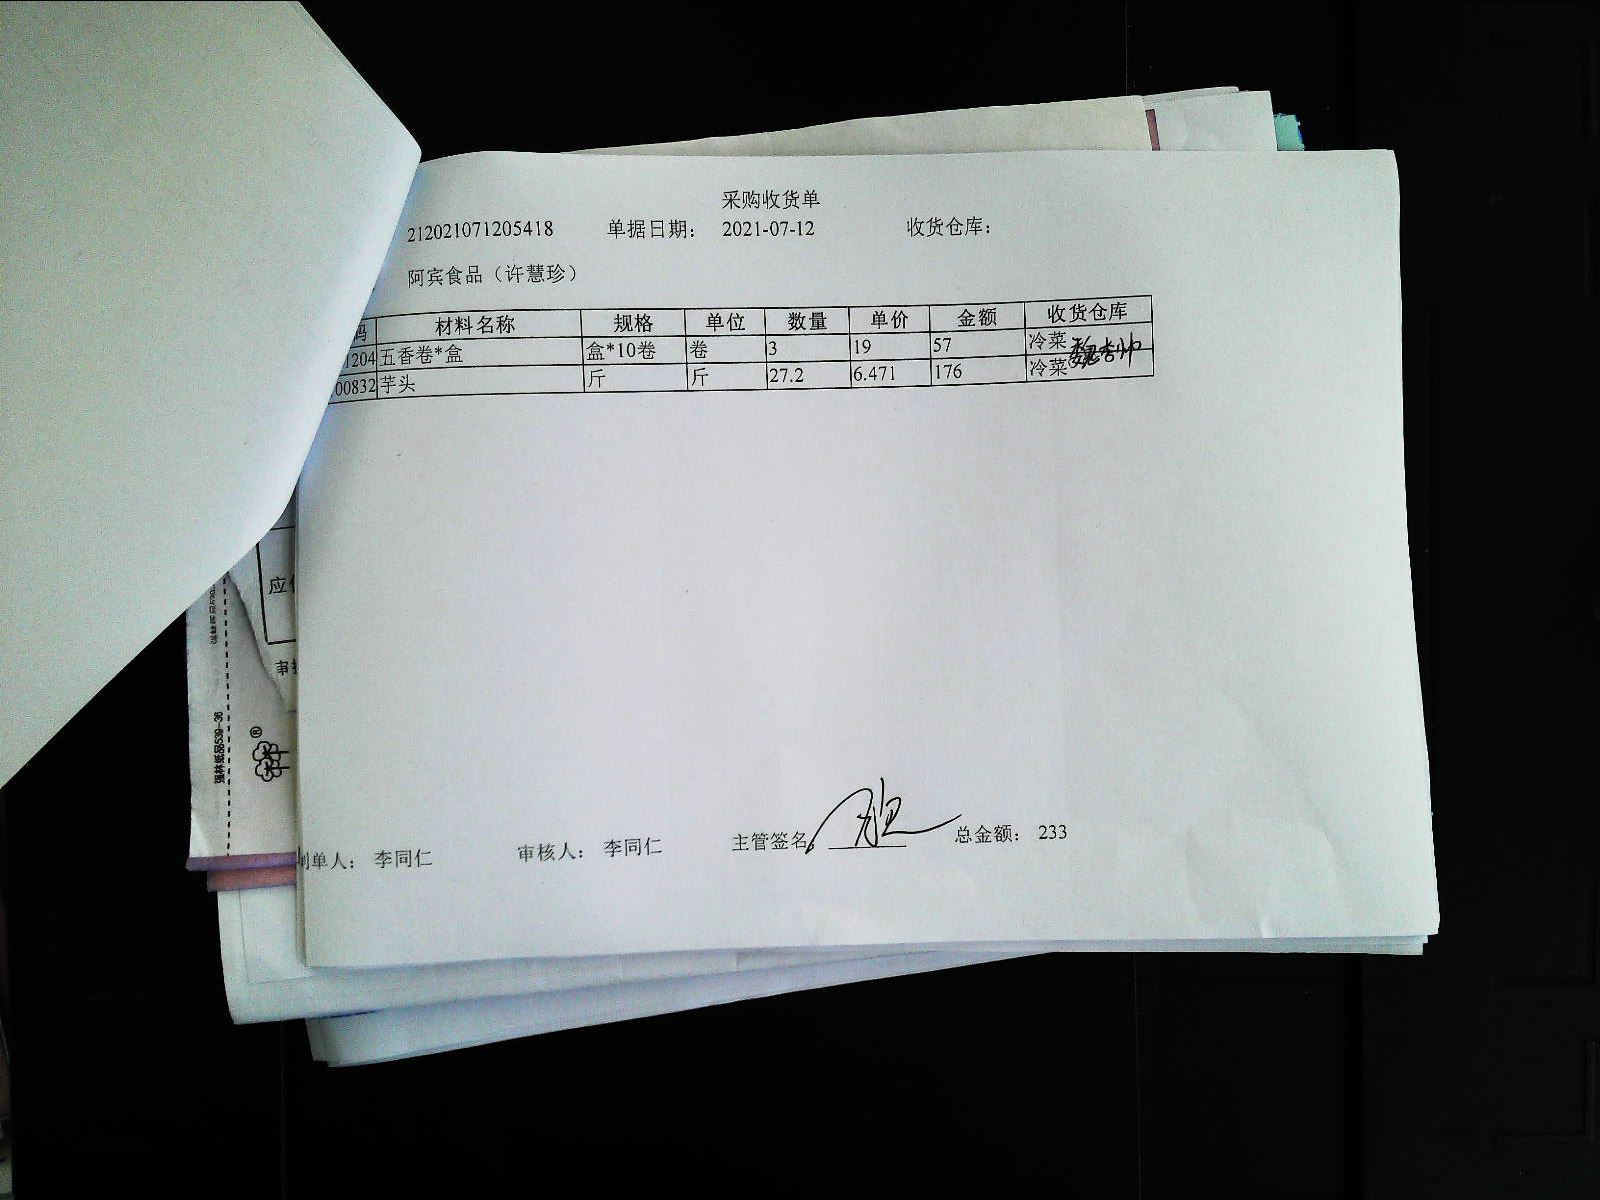 采购收货单
212021071205418 单据日期： 2021-07-12 收货仓库：
阿宾食品（许慧珍）
码 材料名称 规格 单位 数量 单价 金额 收货仓库
1204 五香卷*盒 盒*10卷 卷 3 19 57 冷菜
00832 芋头 斤 斤 27.2 6.471 176 冷菜
应
审
®
制单人： 李同仁 审核人： 李同仁 主管签名 总金额： 233